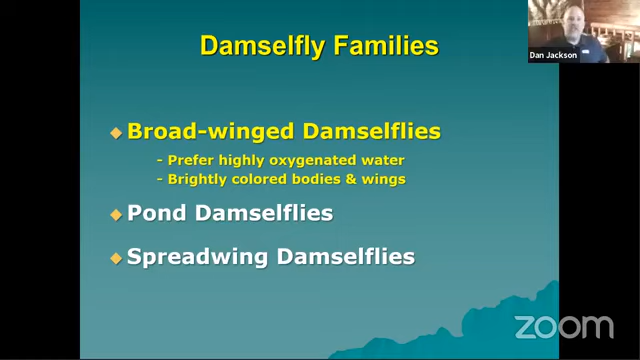 Damselfly Families
Dan Jackson
Broad-winged Damselflies
- Prefer highly oxygenated water
- Brightly colored bodies & wings
Pond Damselflies
Spreadwing Damselflies
zoom